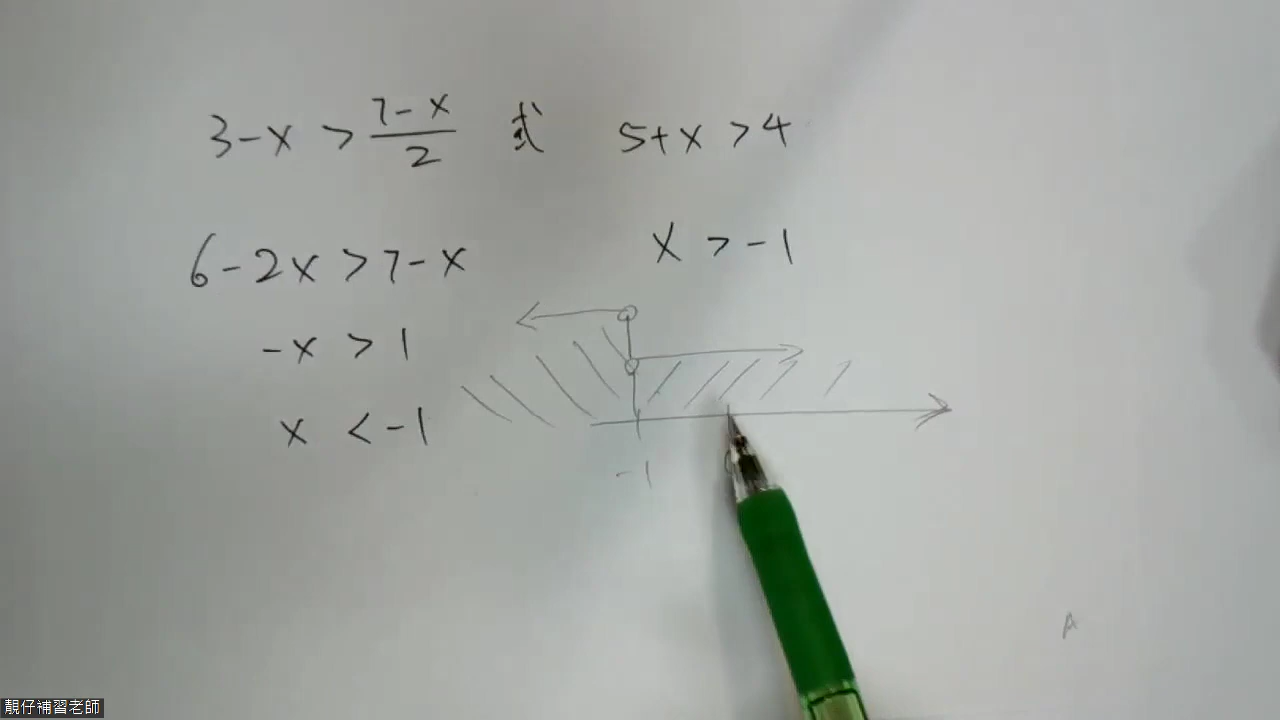 3-x > \frac{7-x}{2} 或 5+x > 4
6-2x > 7-x
x > -1
-x > 1
x < -1
-1
靚仔補習老師